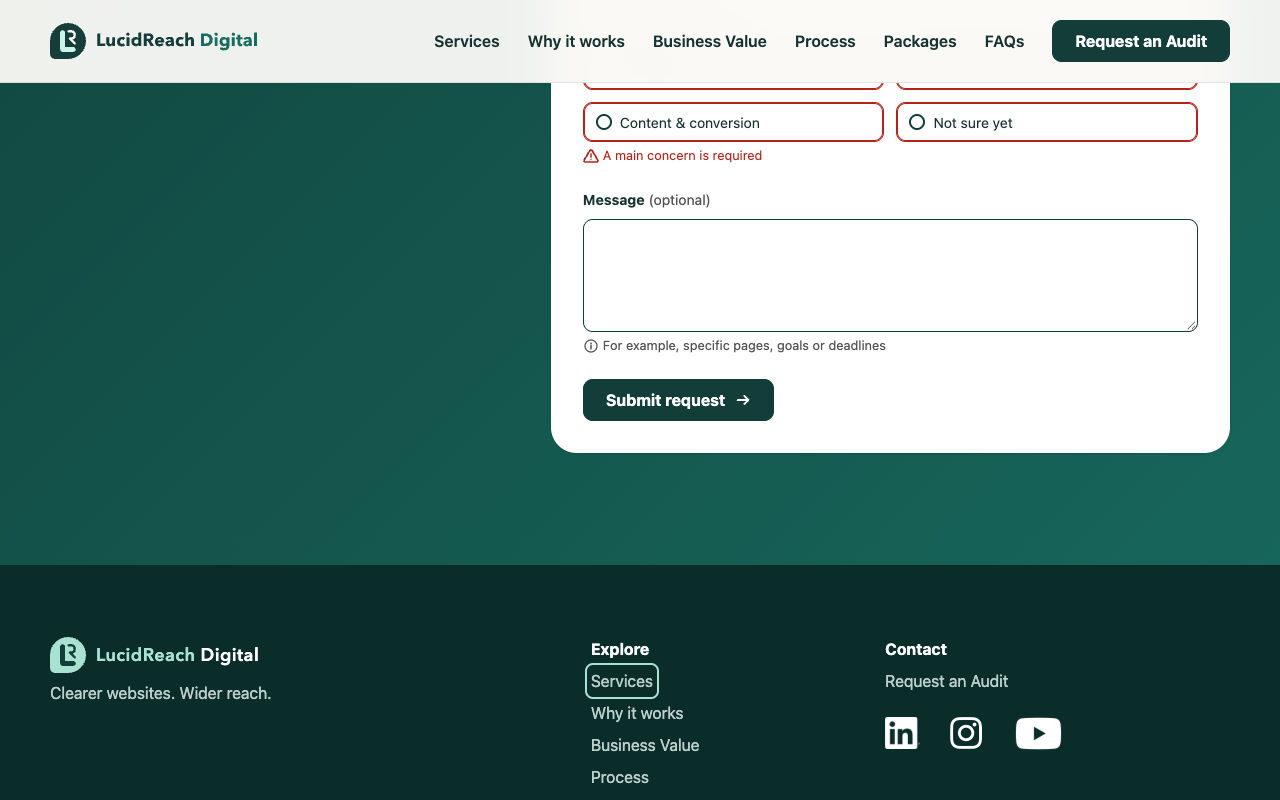 LucidReach Digital
Services
Why it works
Business Value
Process
Packages
FAQs
Request an Audit
Content & conversion
Not sure yet
A main concern is required
Message (optional)
For example, specific pages, goals or deadlines
Submit request →
LucidReach Digital
Clearer websites. Wider reach.
Explore
Services
Why it works
Business Value
Process
Contact
Request an Audit